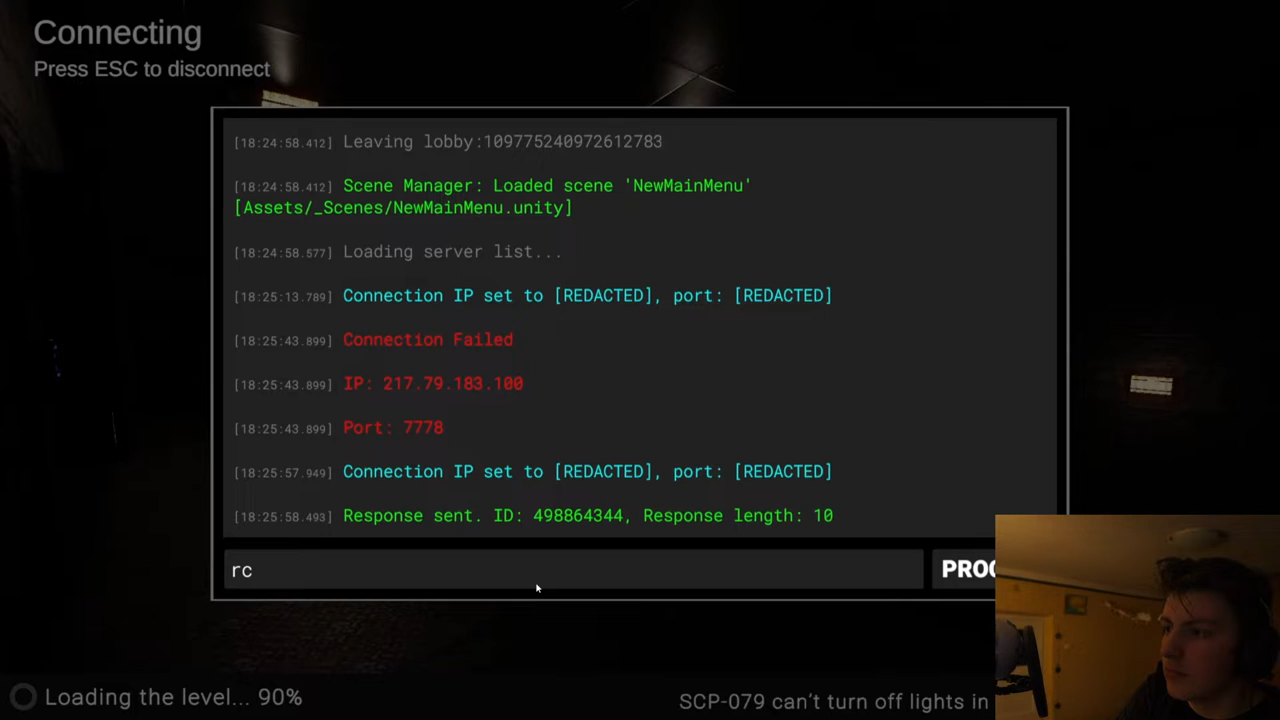 Connecting
Press ESC to disconnect
[18:24:58.412] Leaving lobby:109775240972612783
[18:24:58.412] Scene Manager: Loaded scene 'NewMainMenu'
[Assets/_Scenes/NewMainMenu.unity]
[18:24:58.577] Loading server list...
[18:25:13.789] Connection IP set to [REDACTED], port: [REDACTED]
[18:25:43.899] Connection Failed
[18:25:43.899] IP: 217.79.183.100
[18:25:43.899] Port: 7778
[18:25:57.949] Connection IP set to [REDACTED], port: [REDACTED]
[18:25:58.493] Response sent. ID: 498864344, Response length: 10
rc
Loading the level... 90%
SCP-079 can't turn off lights in